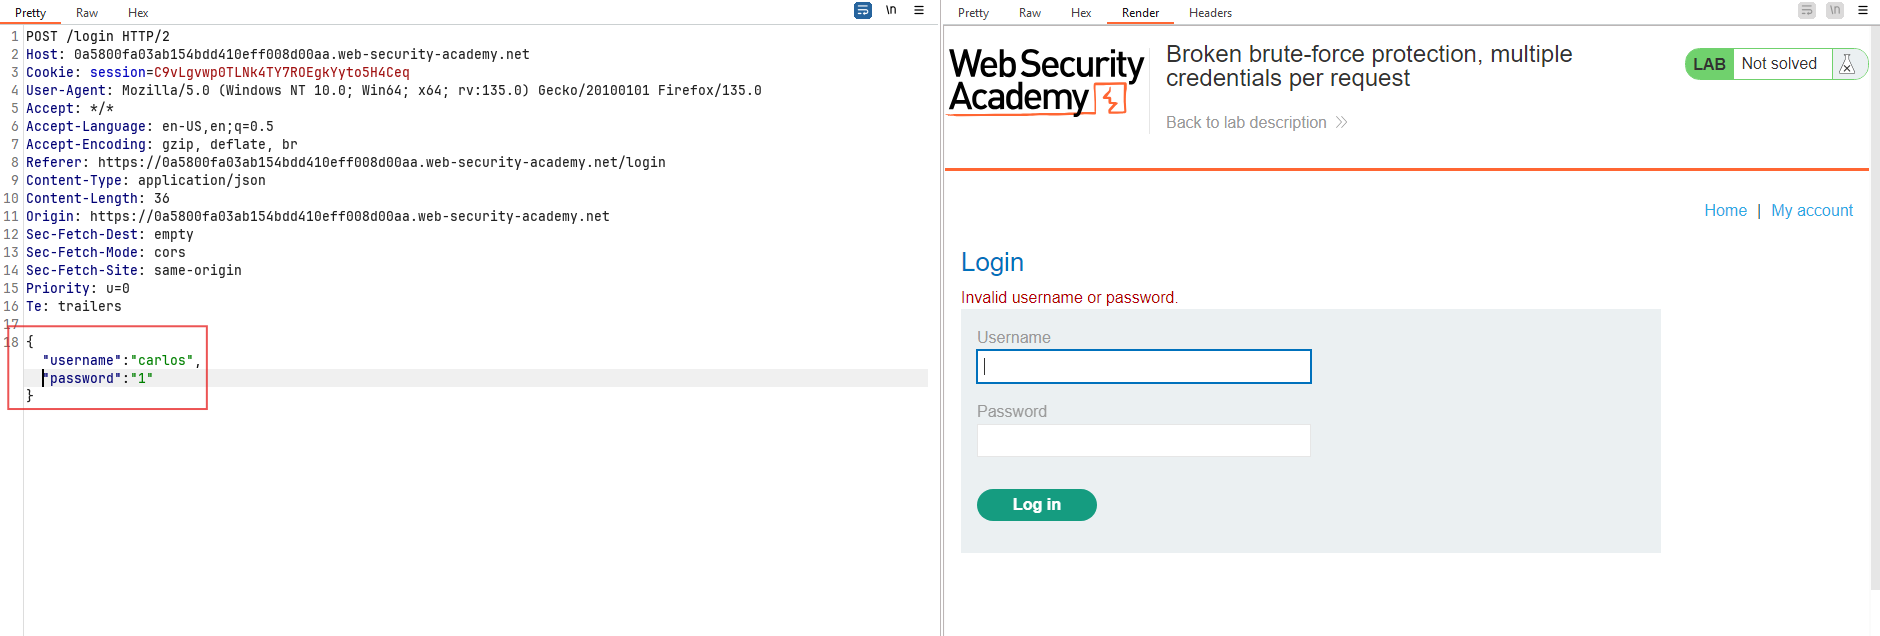 Pretty Raw Hex \n
1 POST /login HTTP/2
2 Host: 0a5800fa03ab154bdd410eff008d00aa.web-security-academy.net
3 Cookie: session=C9vLgvwp0TLNk4TY7ROEgkYyto5H4Ceq
4 User-Agent: Mozilla/5.0 (Windows NT 10.0; Win64; x64; rv:135.0) Gecko/20100101 Firefox/135.0
5 Accept: */*
6 Accept-Language: en-US,en;q=0.5
7 Accept-Encoding: gzip, deflate, br
8 Referer: https://0a5800fa03ab154bdd410eff008d00aa.web-security-academy.net/login
9 Content-Type: application/json
10 Content-Length: 36
11 Origin: https://0a5800fa03ab154bdd410eff008d00aa.web-security-academy.net
12 Sec-Fetch-Dest: empty
13 Sec-Fetch-Mode: cors
14 Sec-Fetch-Site: same-origin
15 Priority: u=0
16 Te: trailers
17
18 {
"username":"carlos",
"password":"1"
}
Pretty Raw Hex Render Headers \n
Web Security
Academy
Broken brute-force protection, multiple
credentials per request
Back to lab description
LAB Not solved
Home | My account
Login
Invalid username or password.
Username
Password
Log in